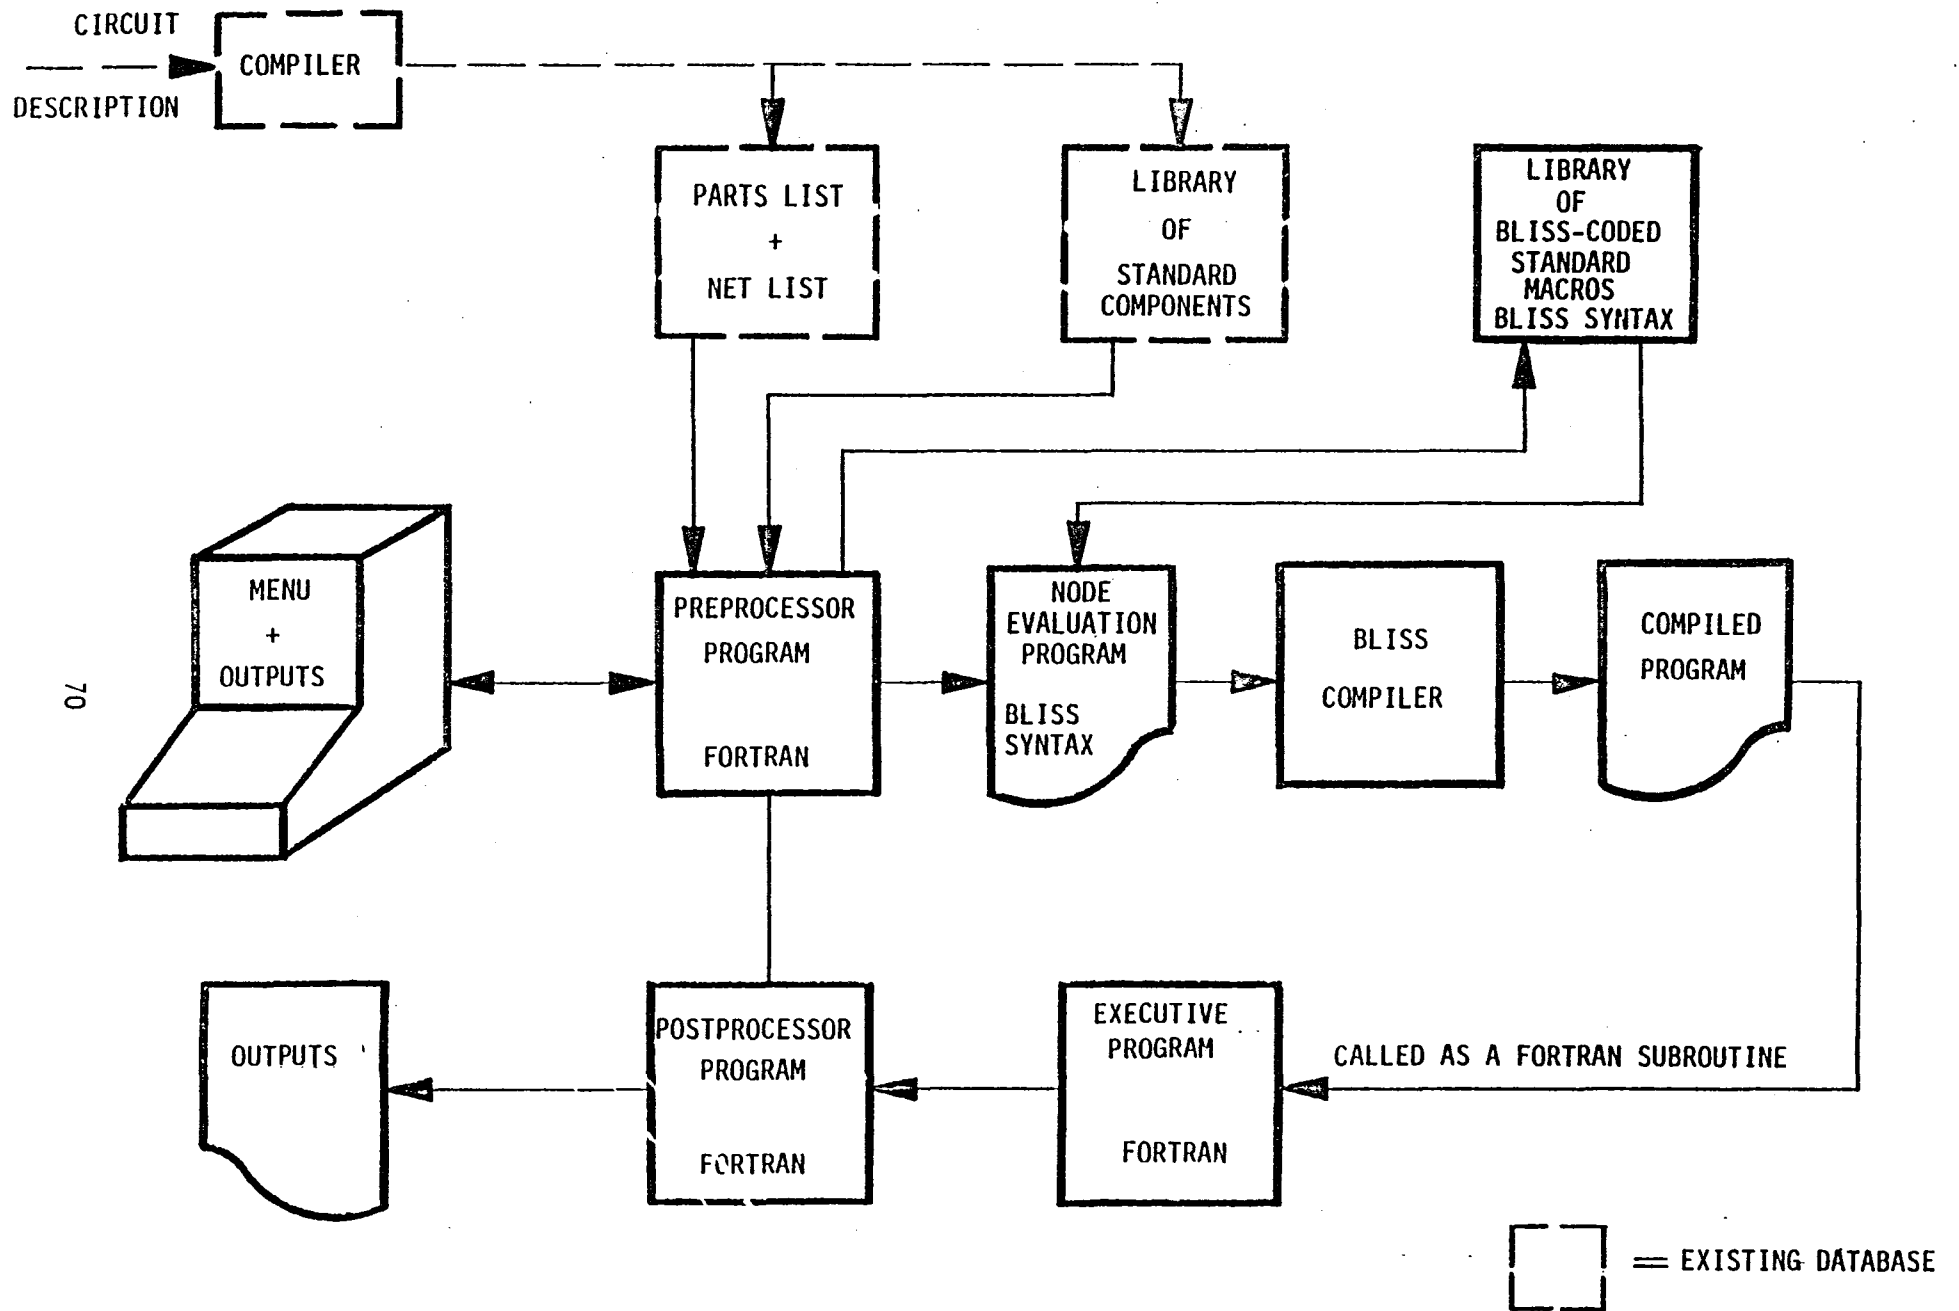 CIRCUIT
DESCRIPTION
COMPILER
PARTS LIST
+
NET LIST
LIBRARY
OF
STANDARD
COMPONENTS
LIBRARY
OF
BLISS-CODED
STANDARD
MACROS
BLISS SYNTAX
MENU
+
OUTPUTS
PREPROCESSOR
PROGRAM
FORTRAN
NODE
EVALUATION
PROGRAM
BLISS
SYNTAX
BLISS
COMPILER
COMPILED
PROGRAM
70
OUTPUTS
POSTPROCESSOR
PROGRAM
FORTRAN
EXECUTIVE
PROGRAM
FORTRAN
CALLED AS A FORTRAN SUBROUTINE
= EXISTING DATABASE